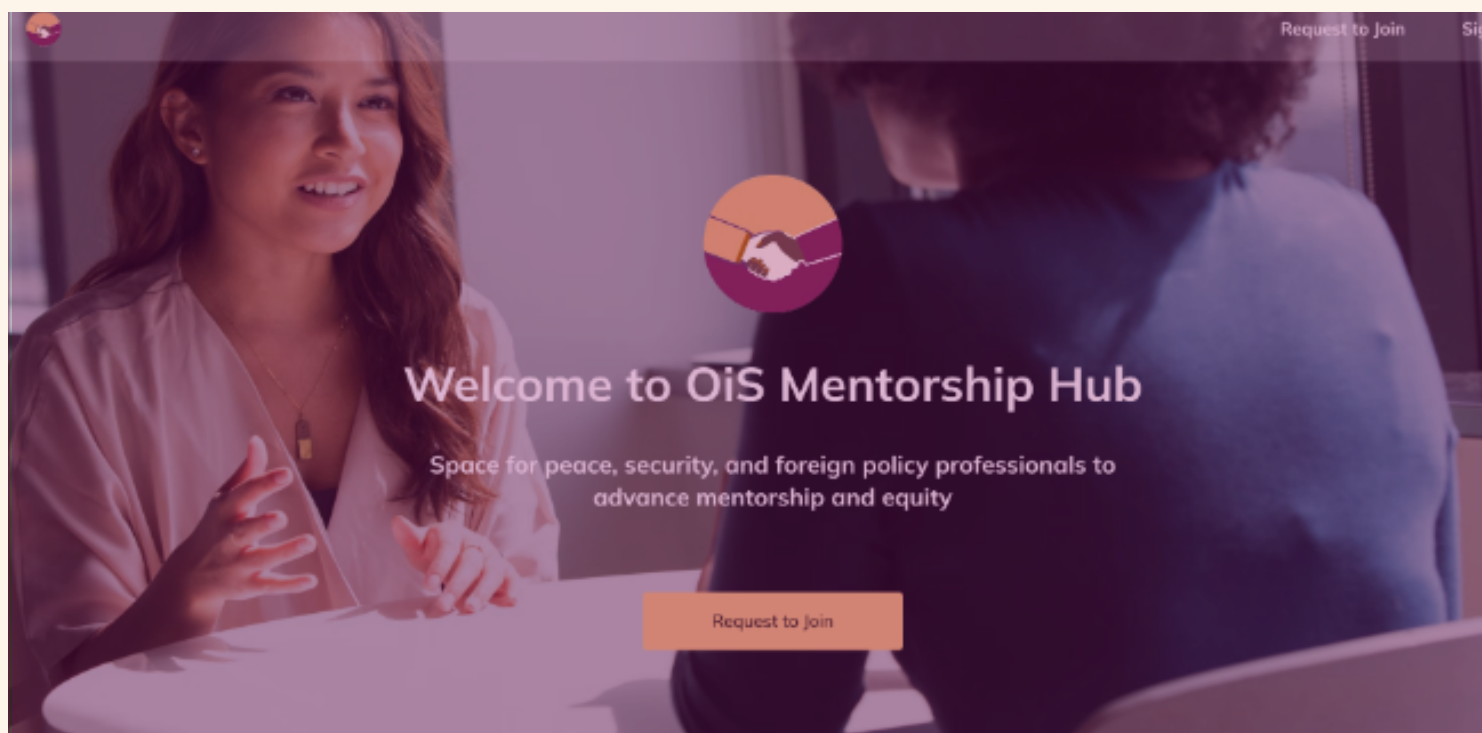 Request to Join
Welcome to OiS Mentorship Hub
Space for peace, security, and foreign policy professionals to
advance mentorship and equity
Request to Join